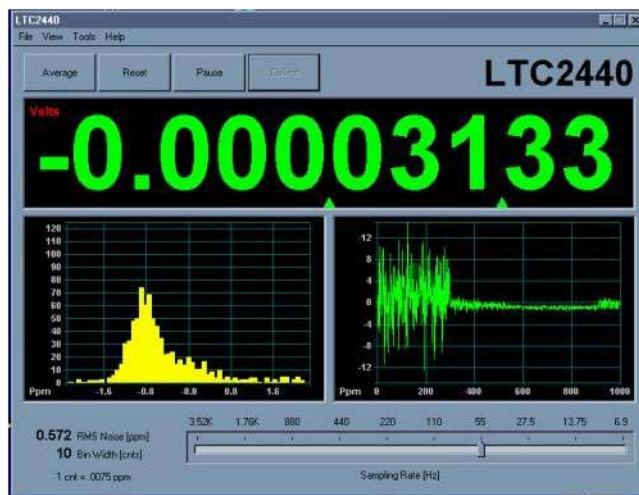 LTC2440
File View Tools Help
Average Reset Pause
LTC2440
Volts
-0.00003133
120
110
100
90
80
70
60
50
40
30
20
10
0
Ppm -1.6 -0.8 -0.0 0.8 1.6
12
8
4
0
-4
-8
-12
Ppm 0 200 400 600 800 1000
3.52K 1.76K 880 440 220 110 55 27.5 13.75 6.9
0.572 RMS Noise [ppm]
10 Bin Width [cnts]
1 cnt = .0075 ppm
Sampling Rate [Hz]